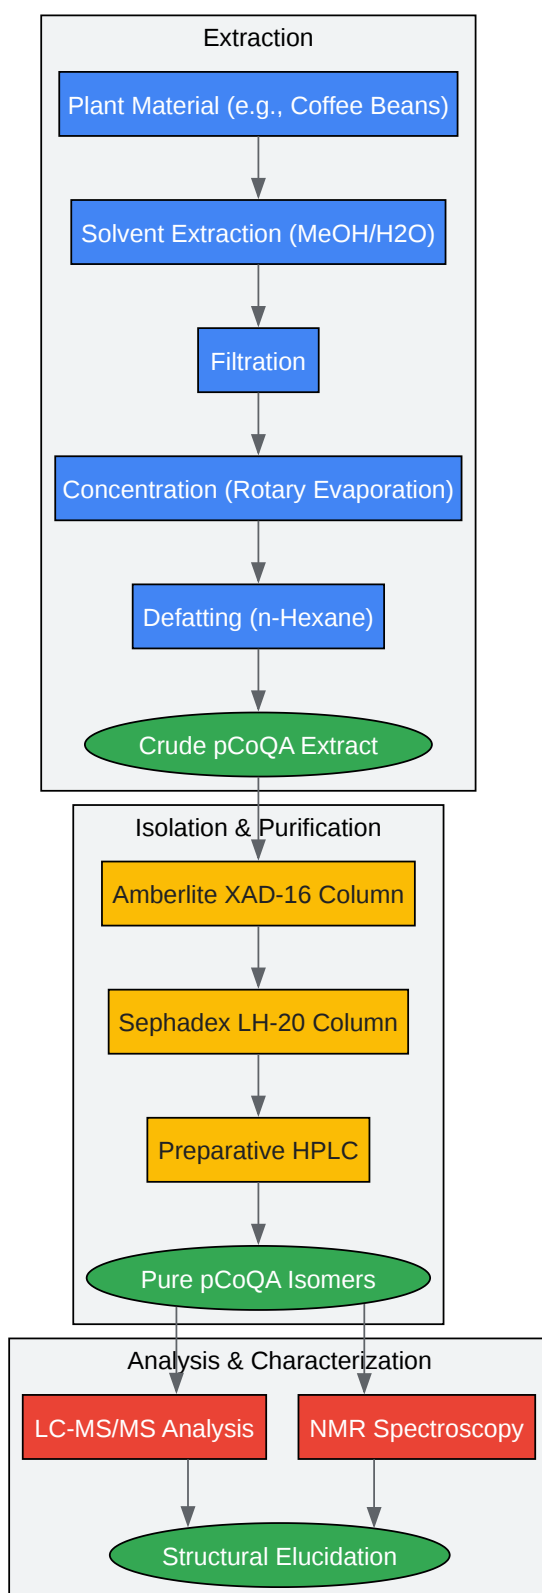 Extraction
Plant Material (e.g., Coffee Beans)
Solvent Extraction (MeOH/H2O)
Filtration
Concentration (Rotary Evaporation)
Defatting (n-Hexane)
Crude pCoQA Extract
Isolation & Purification
Amberlite XAD-16 Column
Sephadex LH-20 Column
Preparative HPLC
Pure pCoQA Isomers
Analysis & Characterization
LC-MS/MS Analysis
NMR Spectroscopy
Structural Elucidation